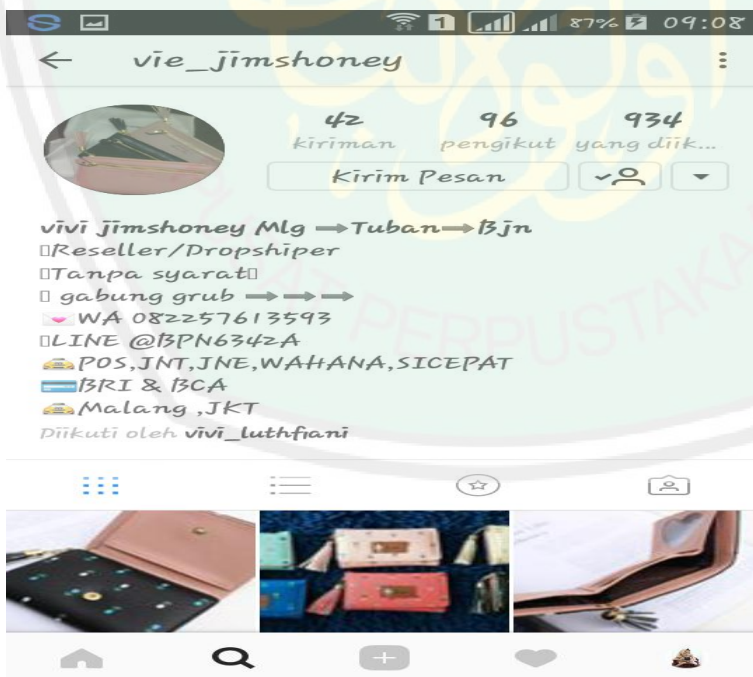 87% 09:08
vie_jimshoney
42 96 934
kiriman pengikut yang diik...
Kirim Pesan
vivi jimshoney Mlg ➡Tuban➡Bjn
Reseller/Dropshiper
Tanpa syarat
gabung grub ➡➡➡
WA 082257613593
LINE @BPN6342A
POS,JNT,JNE,WAHANA,SICEPAT
BRI & BCA
Malang ,JKT
Diikuti oleh vivi_luthfiani
PERPUSTAKA